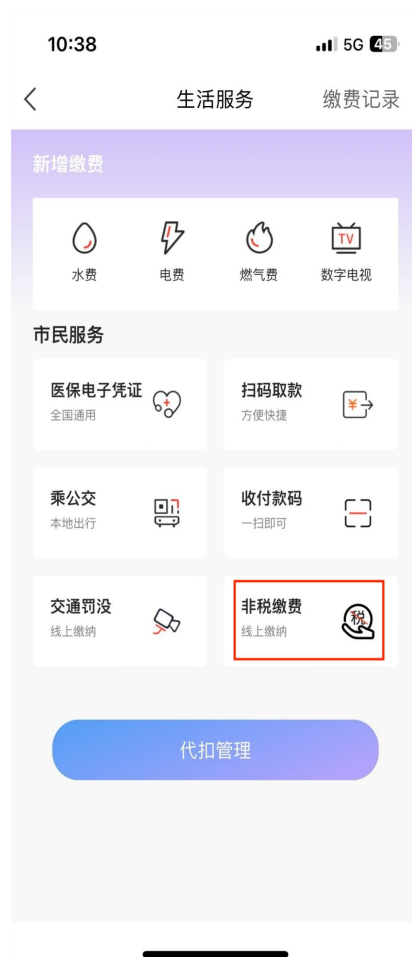 10:38
5G 45
生活服务
缴费记录
新增缴费
TV
水费
电费
燃气费
数字电视
市民服务
医保电子凭证
全国通用
扫码取款
方便快捷
¥
乘公交
本地出行
收付款码
一扫即可
交通罚没
线上缴纳
非税缴费
线上缴纳
税
代扣管理